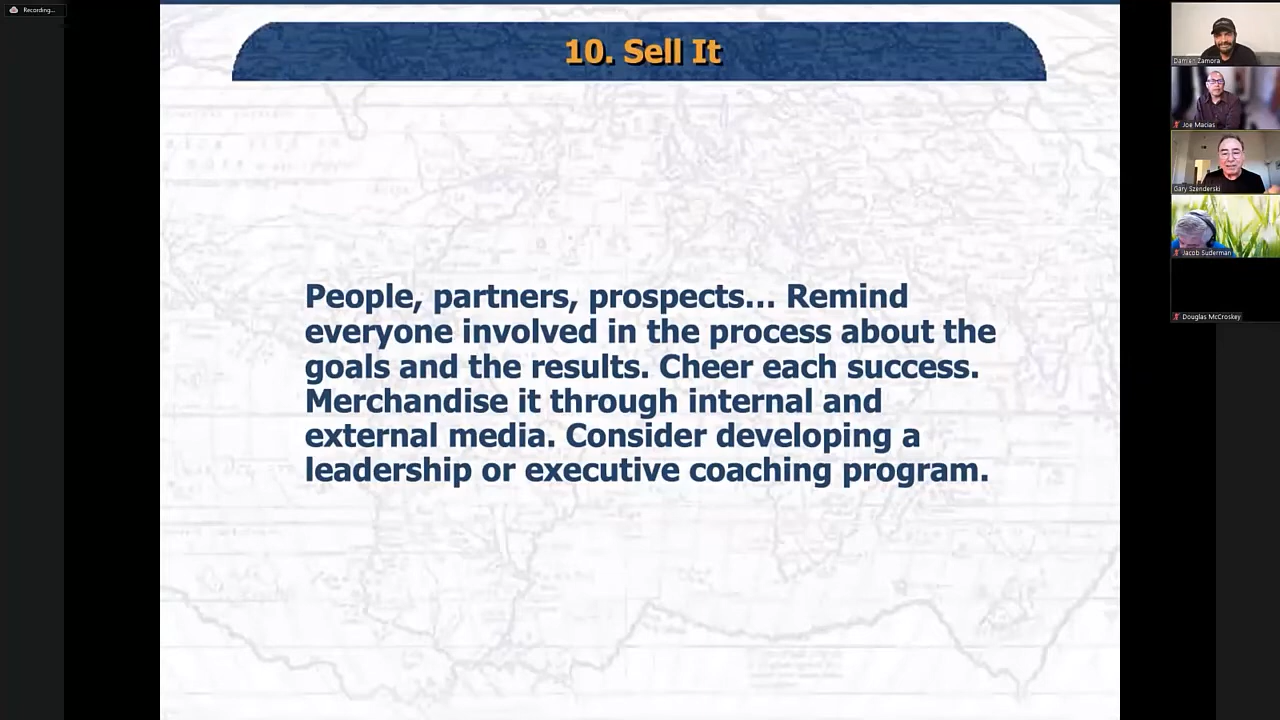 Recording...
10. Sell It
People, partners, prospects... Remind
everyone involved in the process about the
goals and the results. Cheer each success.
Merchandise it through internal and
external media. Consider developing a
leadership or executive coaching program.
Damien Zamora
Joe Macias
Gary Szenderski
Jacob Suderman
Douglas McCroskey